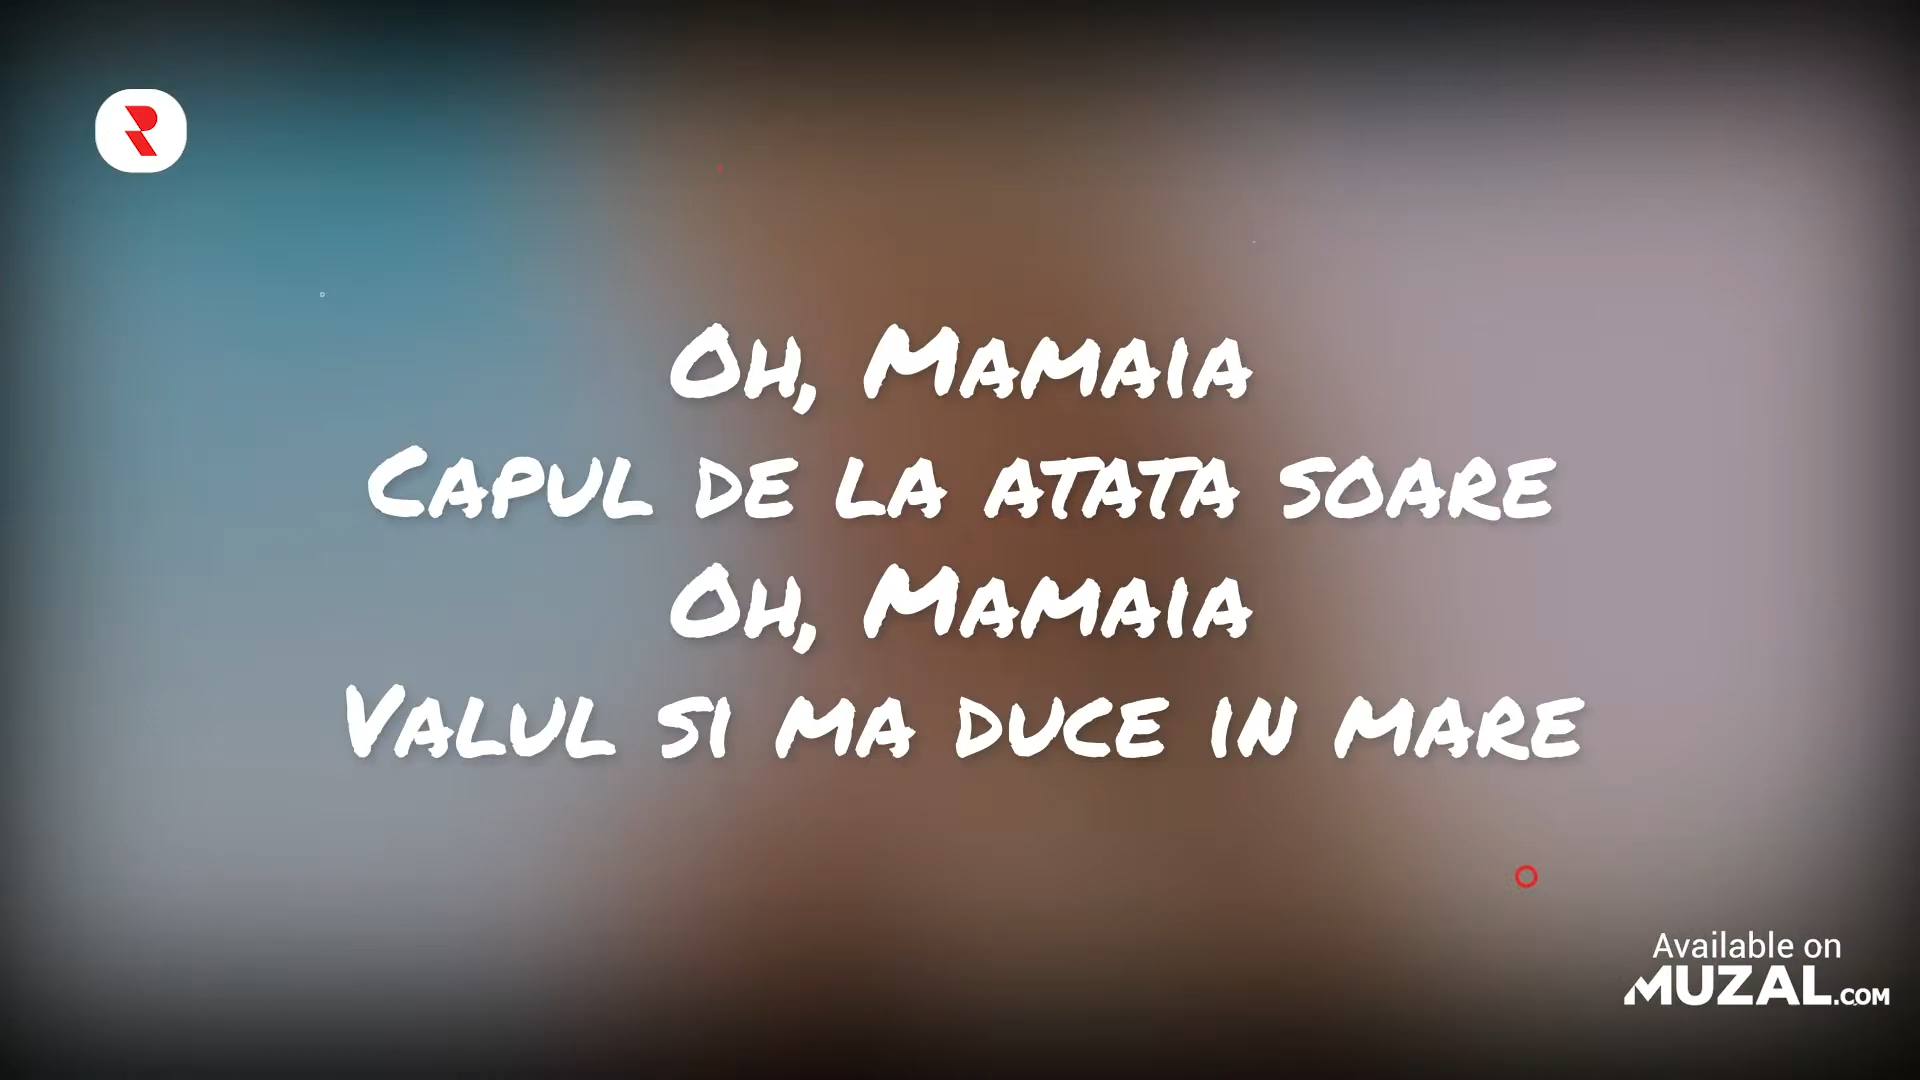 Oh, Mamaia
Capul de la atata soare
Oh, Mamaia
Valul si ma duce in mare
Available on
MUZAL.COM